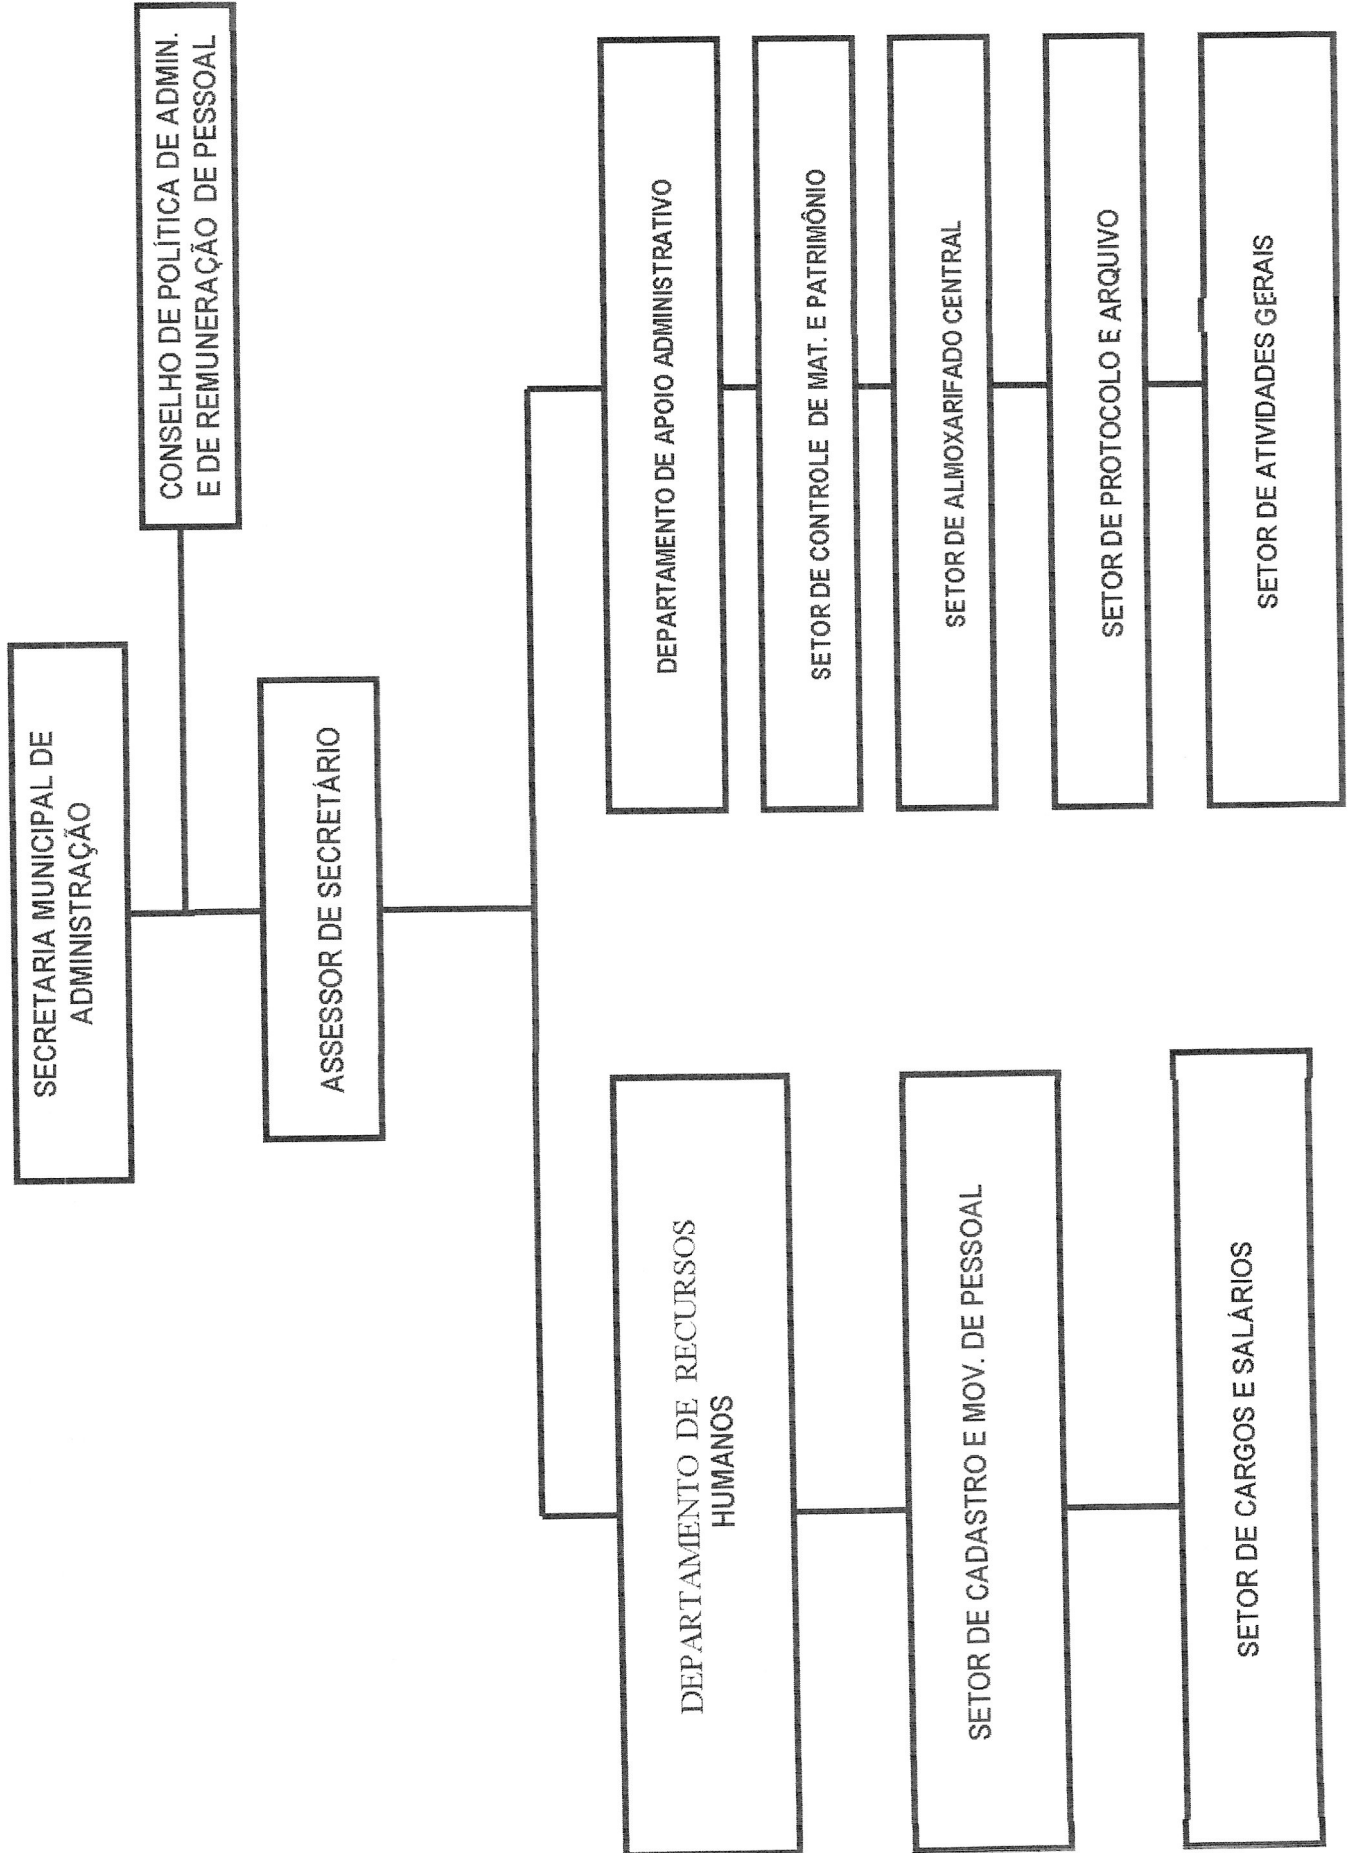 SECRETARIA MUNICIPAL DE
ADMINISTRAÇÃO
CONSELHO DE POLÍTICA DE ADMIN.
E DE REMUNERAÇÃO DE PESSOAL
ASSESSOR DE SECRETÁRIO
DEPARTAMENTO DE RECURSOS
HUMANOS
SETOR DE CADASTRO E MOV. DE PESSOAL
SETOR DE CARGOS E SALÁRIOS
DEPARTAMENTO DE APOIO ADMINISTRATIVO
SETOR DE CONTROLE DE MAT. E PATRIMÔNIO
SETOR DE ALMOXARIFADO CENTRAL
SETOR DE PROTOCOLO E ARQUIVO
SETOR DE ATIVIDADES GERAIS